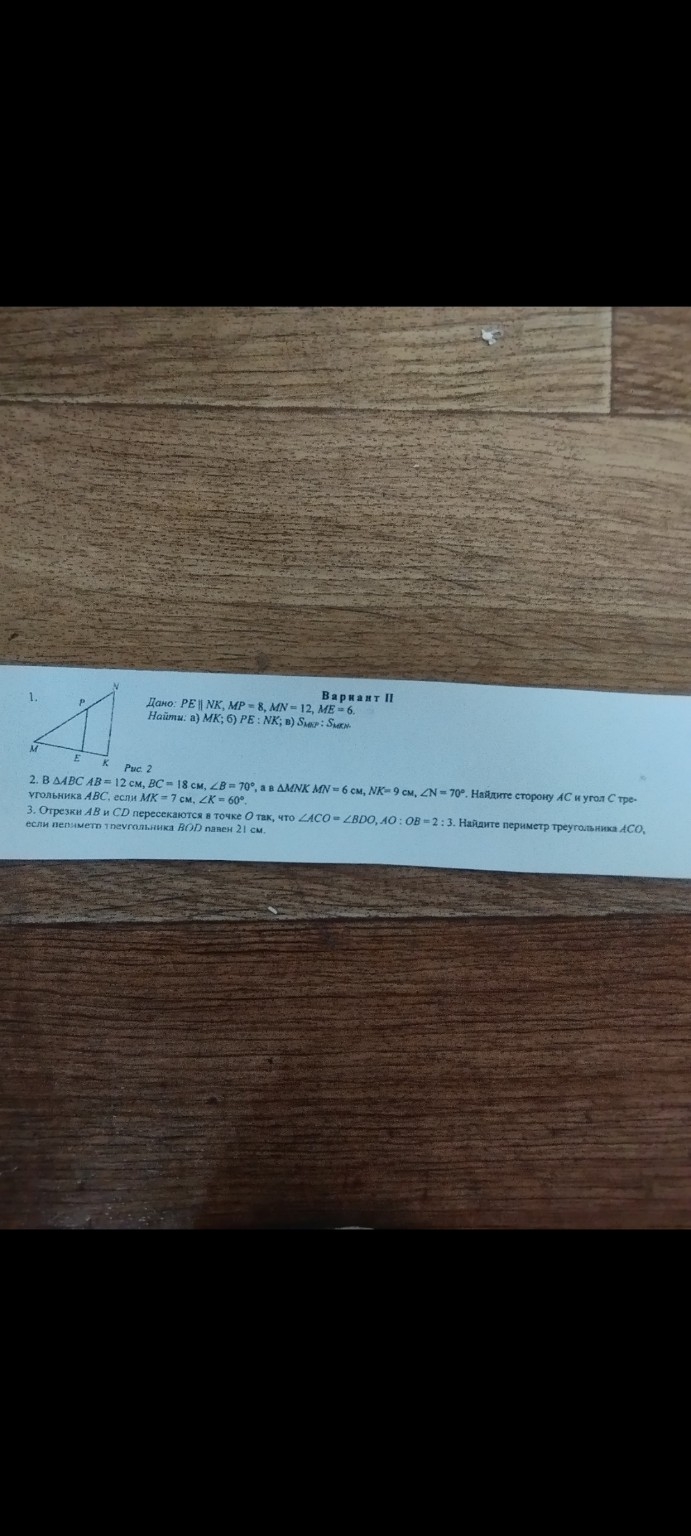 Вариант II
1.
Дано: PE || NK, MP = 8, MN = 12, ME = 6.
Найти: а) MK; б) PE : NK; в) SMEP : SMKN.
N
P
M
E
K
Рис. 2
2. В ΔABC AB = 12 см, BC = 18 см, ∠B = 70°, а в ΔMNK MN = 6 см, NK= 9 см, ∠N = 70°. Найдите сторону AC и угол C тре-
угольника ABC, если MK = 7 см, ∠K = 60°.
3. Отрезки AB и CD пересекаются в точке O так, что ∠ACO = ∠BDO, AO : OB = 2 : 3. Найдите периметр треугольника ACO,
если периметр треугольника BOD равен 21 см.